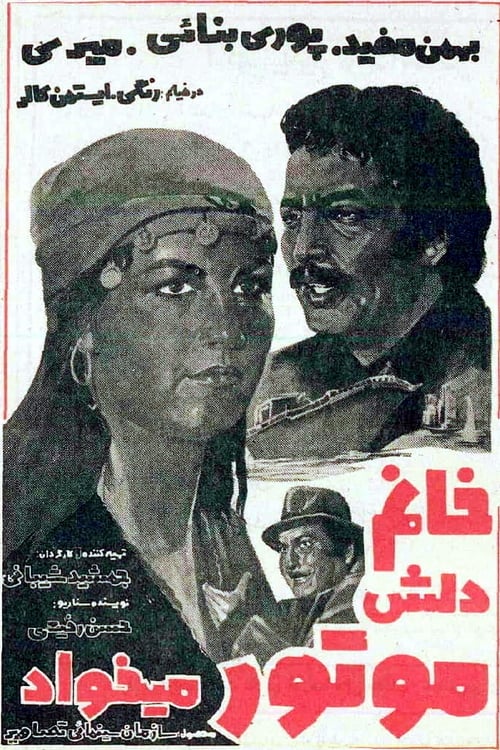 بهمن مفید. پوری بنائی. میری
در فیلم: رنگی. ایستمن کالر
خانم
دلش
موتور میخواد
تهیه کننده و کارگردان:
جمشید شیبانی
نویسنده سناریو:
حسن رفیعی
محصول سازمان سینمائی تصاویر